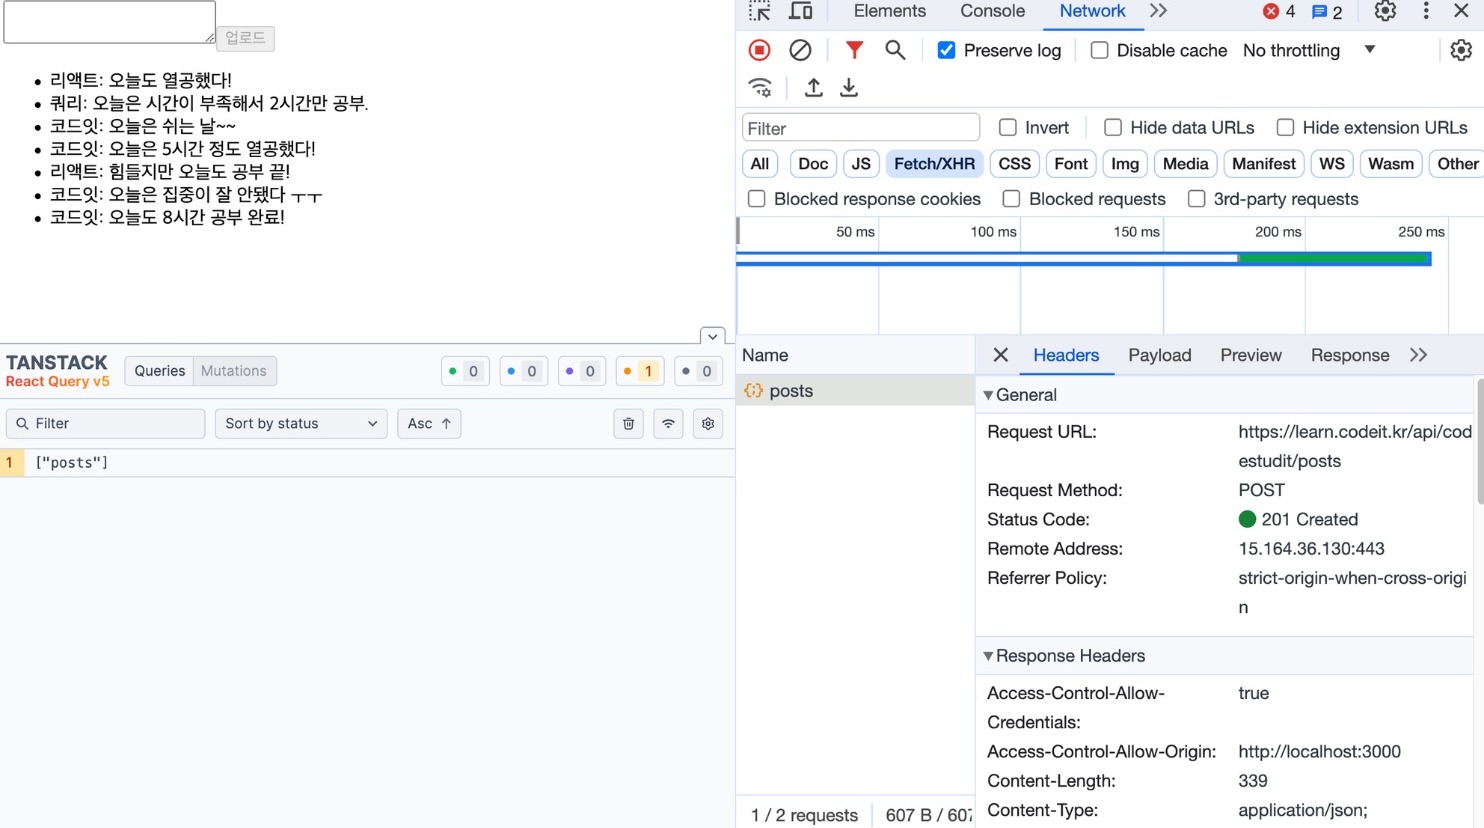 업로드
리액트: 오늘도 열공했다!
쿼리: 오늘은 시간이 부족해서 2시간만 공부.
코드잇: 오늘은 쉬는 날~~
코드잇: 오늘은 5시간 정도 열공했다!
리액트: 힘들지만 오늘도 공부 끝!
코드잇: 오늘은 집중이 잘 안됐다 ㅜㅜ
코드잇: 오늘도 8시간 공부 완료!
TANSTACK
React Query v5
Queries Mutations
0 0 0 1 0
Filter Sort by status Asc ↑
1 ["posts"]
Elements Console Network 4 2
Preserve log Disable cache No throttling
Filter Invert Hide data URLs Hide extension URLs
All Doc JS Fetch/XHR CSS Font Img Media Manifest WS Wasm Other
Blocked response cookies Blocked requests 3rd-party requests
50 ms 100 ms 150 ms 200 ms 250 ms
Name
posts
1 / 2 requests 607 B / 607
Headers Payload Preview Response
General
Request URL: https://learn.codeit.kr/api/cod
estudit/posts
Request Method: POST
Status Code: 201 Created
Remote Address: 15.164.36.130:443
Referrer Policy: strict-origin-when-cross-origi
n
Response Headers
Access-Control-Allow- true
Credentials:
Access-Control-Allow-Origin: http://localhost:3000
Content-Length: 339
Content-Type: application/json;